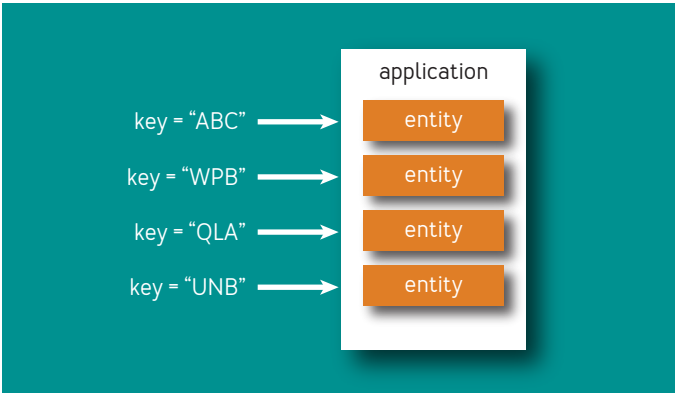 application
key = “ABC” entity
key = “WPB” entity
key = “QLA” entity
key = “UNB” entity